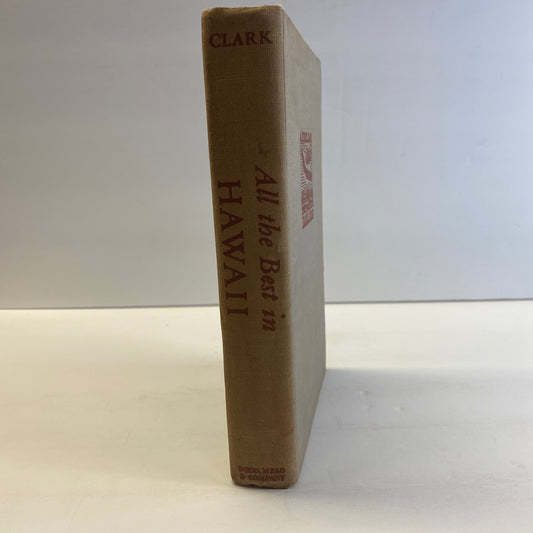 CLARK
All the Best in
HAWAII
DODD, MEAD
& COMPANY